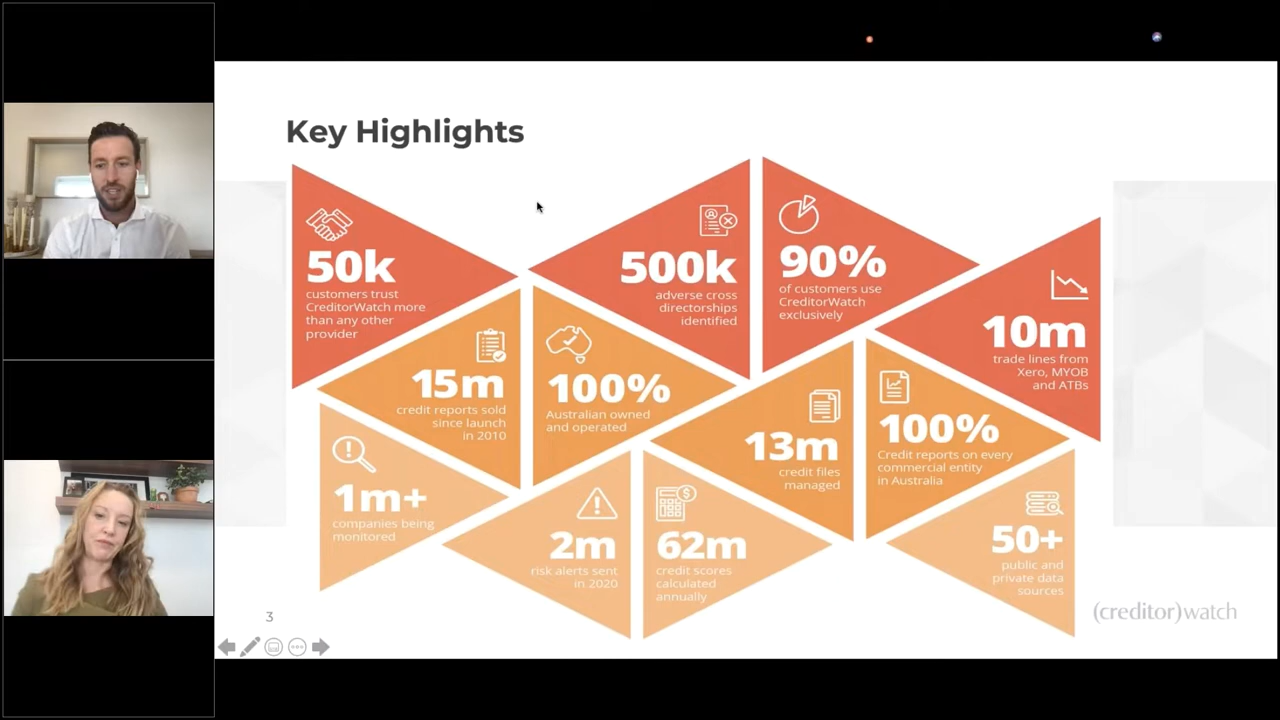 Key Highlights
50k
customers trust
CreditorWatch more
than any other
provider
500k
adverse cross
directorships
identified
90%
of customers use
CreditorWatch
exclusively
10m
trade lines from
Xero, MYOB
and ATBs
15m
credit reports sold
since launch
in 2010
100%
Australian owned
and operated
13m
credit files
managed
100%
Credit reports on every
commercial entity
in Australia
1m+
companies being
monitored
2m
risk alerts sent
in 2020
62m
credit scores
calculated
annually
50+
public and
private data
sources
3
(creditor)watch